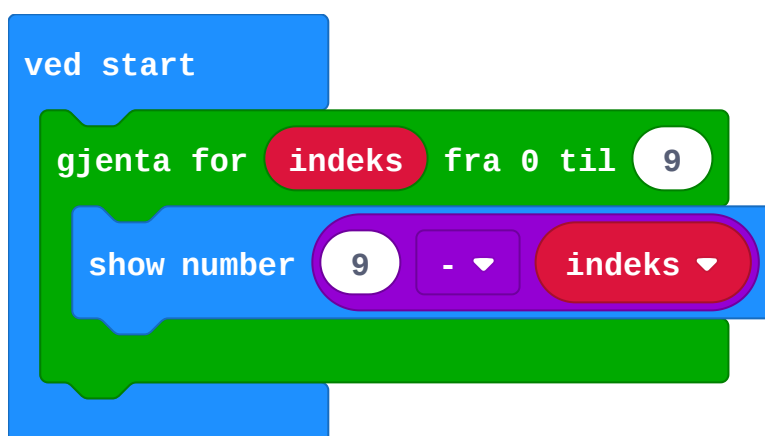 ved start
gjenta for indeks fra 0 til 9
show number 9 - indeks